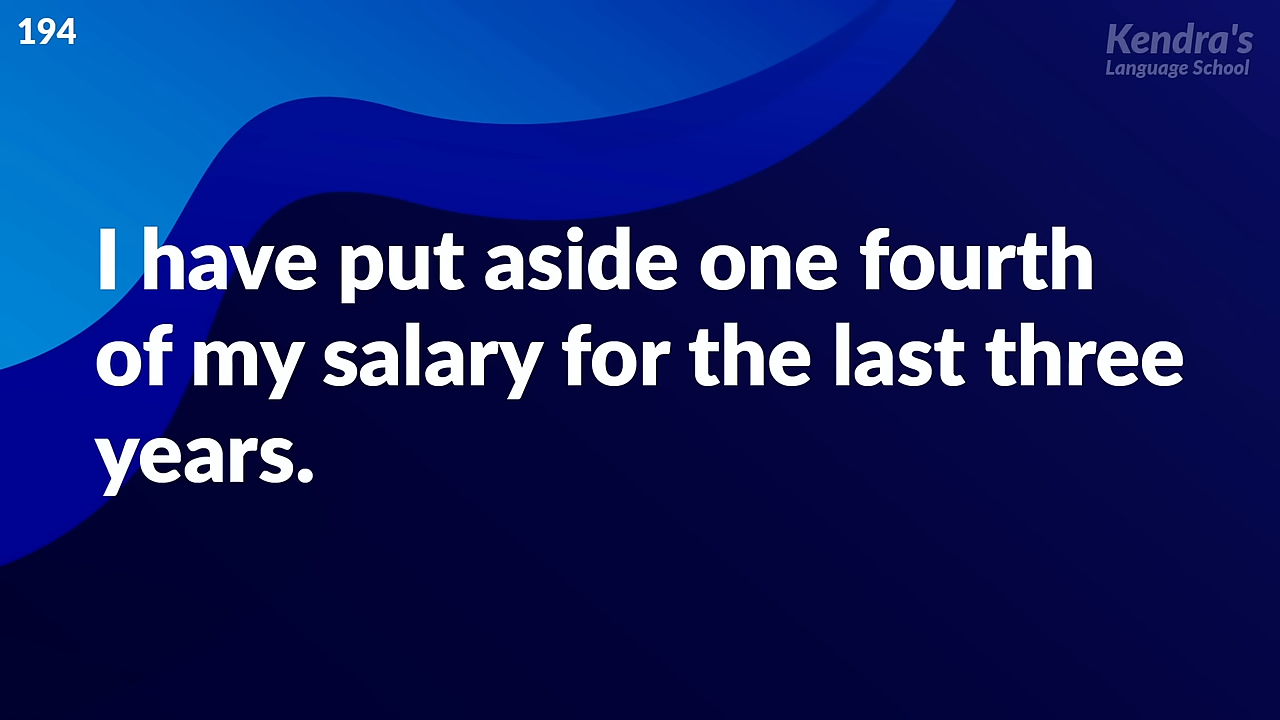 194
Kendra's
Language School
I have put aside one fourth
of my salary for the last three
years.